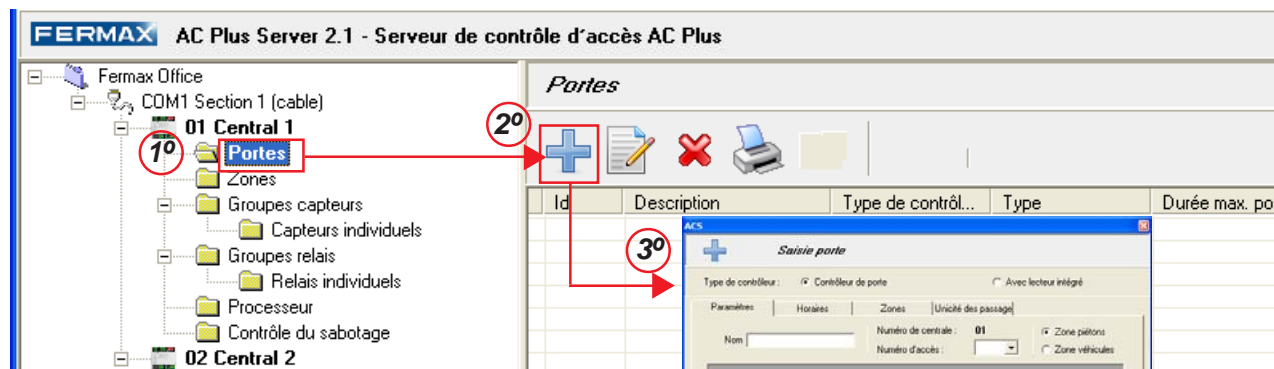 FERMAX AC Plus Server 2.1 - Serveur de contrôle d´accès AC Plus
Fermax Office
COM1 Section 1 (cable)
01 Central 1
1º Portes
Zones
Groupes capteurs
Capteurs individuels
Groupes relais
Relais individuels
Processeur
Contrôle du sabotage
02 Central 2
Portes
2º
Id Description Type de contrôl... Type Durée max. po
3º
ACS
Saisie porte
Type de contrôleur : Contrôleur de porte Avec lecteur intégré
Paramètres Horaires Zones Unicité des passage
Nom Numéro de centrale : 01 Zone piétons
Numéro d'accès : Zone véhicules